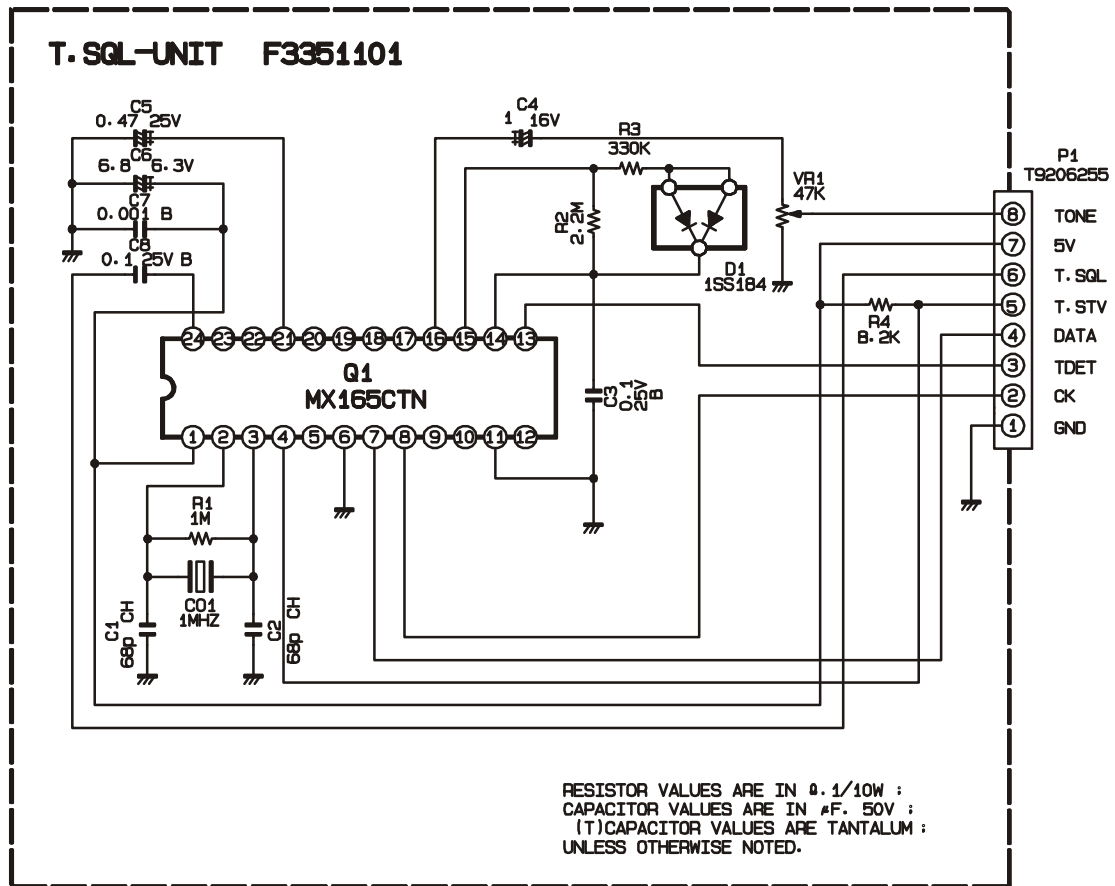 T.SQL-UNIT F3351101
C5
0.47 25V
C6
6.8 6.3V
C7
0.001 B
C8
0.1 25V B
C4
1 16V
R3
330K
R2
2.2M
D1
1SS184
VR1
47K
P1
T9206255
8 TONE
7 5V
6 T.SQL
5 T.STV
4 DATA
3 TDET
2 CK
1 GND
R4
8.2K
24 23 22 21 20 19 18 17 16 15 14 13
Q1
MX165CTN
1 2 3 4 5 6 7 8 9 10 11 12
C3
0.1
25V
B
R1
1M
CO1
1MHZ
C1
68p CH
C2
68p CH
RESISTOR VALUES ARE IN Ω. 1/10W ;
CAPACITOR VALUES ARE IN µF. 50V ;
(T)CAPACITOR VALUES ARE TANTALUM ;
UNLESS OTHERWISE NOTED.